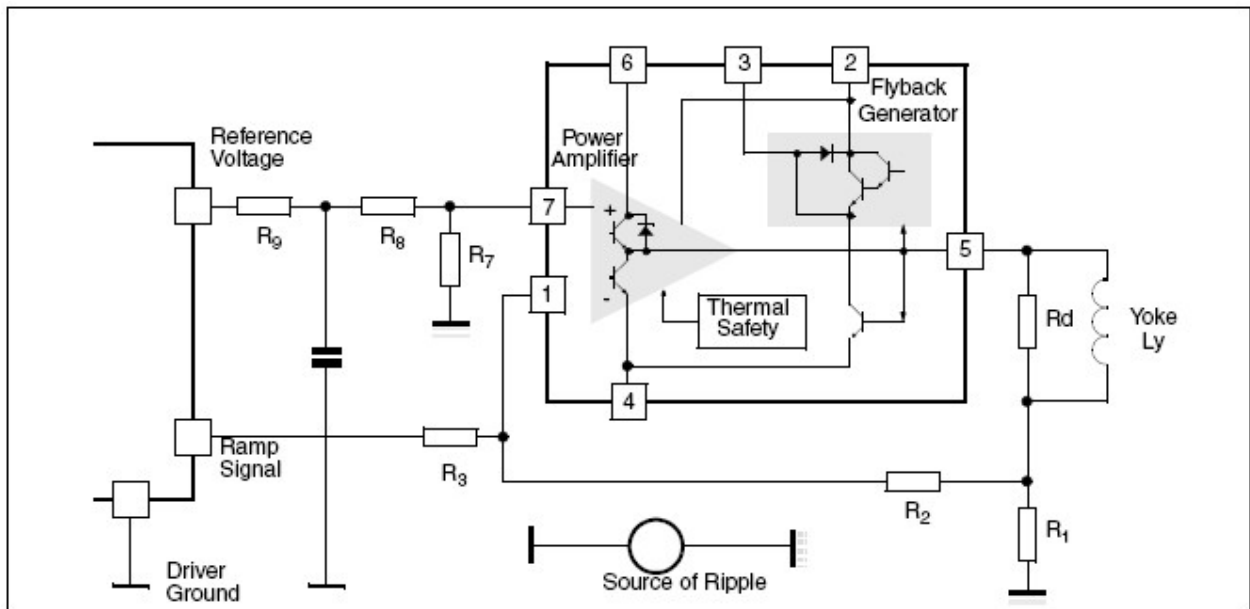 6
3
2
Flyback
Generator
Power
Amplifier
Reference
Voltage
7
+
R9
R8
R7
1
-
5
Thermal
Safety
Rd
Yoke
Ly
4
Ramp
Signal
R3
R2
R1
Driver
Ground
Source of Ripple